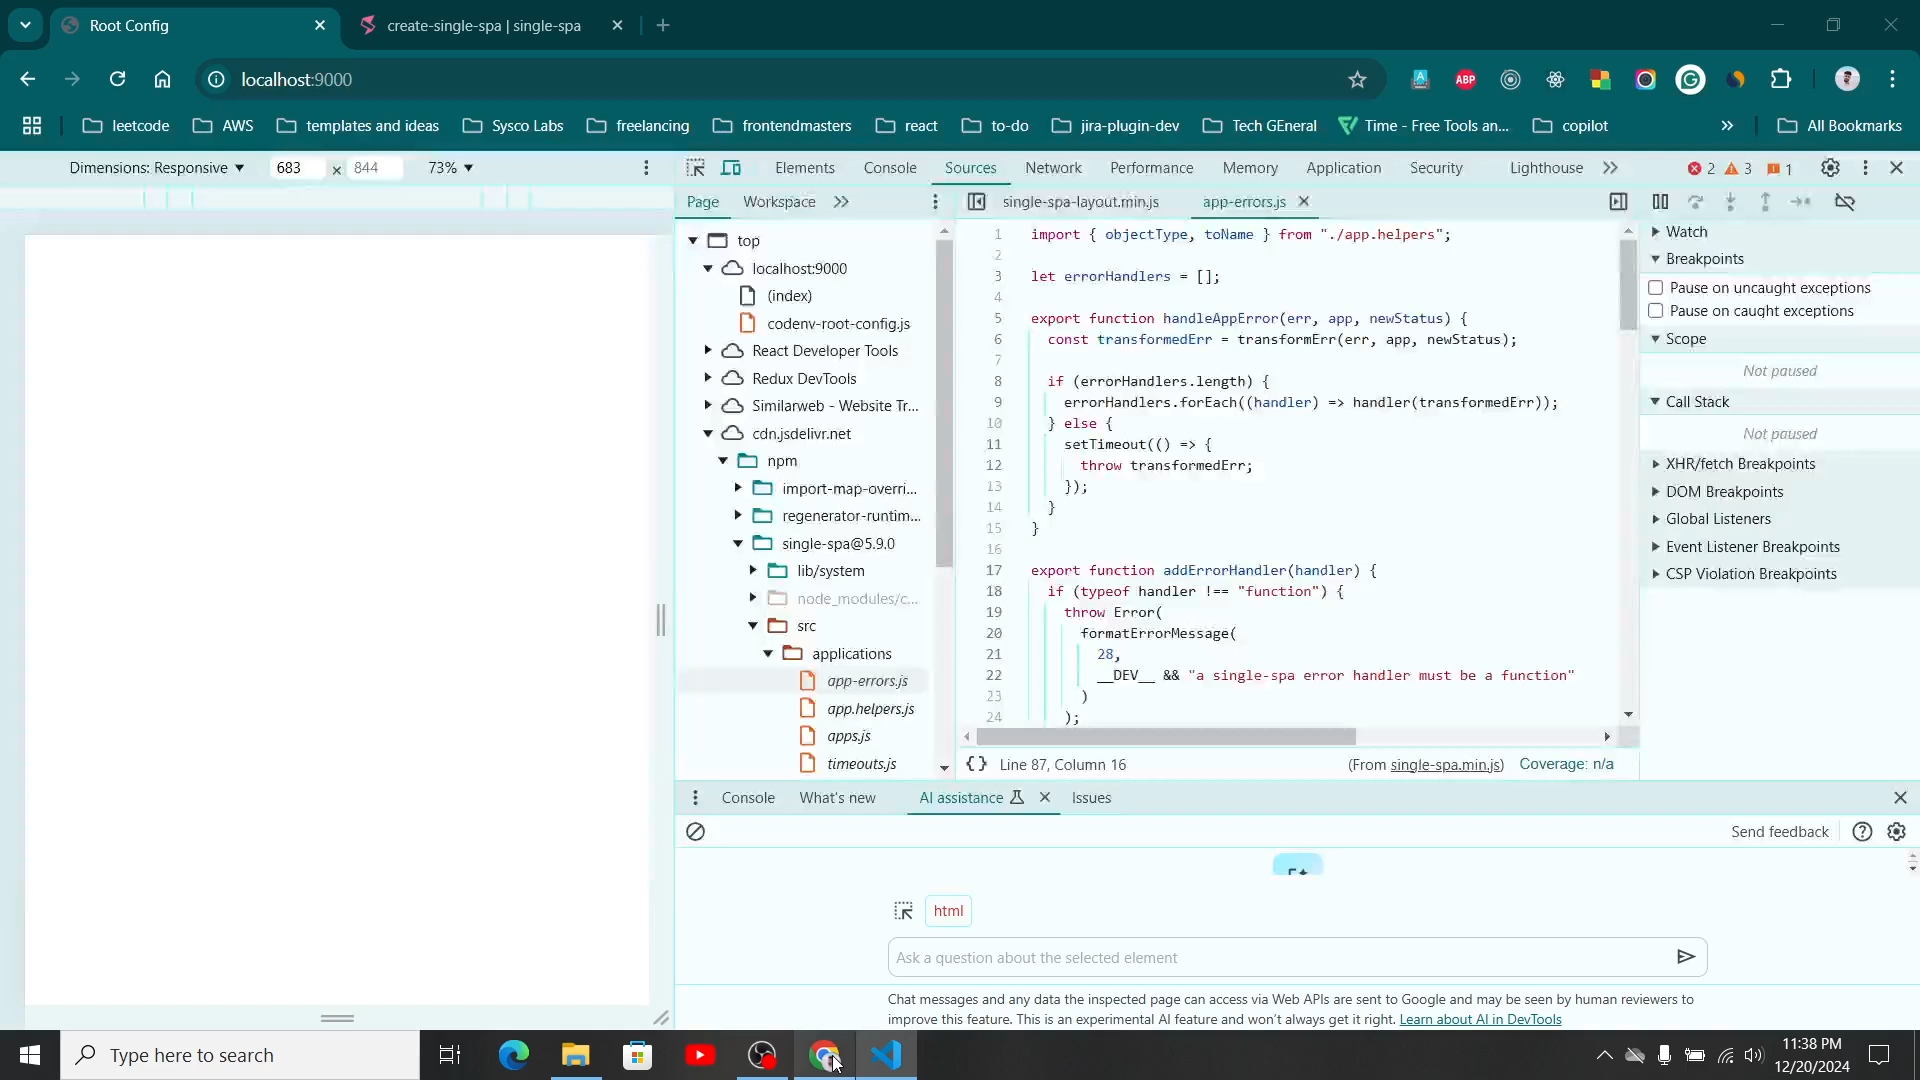 Root Config
create-single-spa | single-spa
localhost:9000
ABP
leetcode
AWS
templates and ideas
Sysco Labs
freelancing
frontendmasters
react
to-do
jira-plugin-dev
Tech GEneral
Time - Free Tools an...
copilot
All Bookmarks
Dimensions: Responsive
683 x 844
73%
Elements
Console
Sources
Network
Performance
Memory
Application
Security
Lighthouse
2
3
1
Page
Workspace
single-spa-layout.min.js
app-errors.js
top
localhost:9000
(index)
codenv-root-config.js
React Developer Tools
Redux DevTools
Similarweb - Website Tr...
cdn.jsdelivr.net
npm
import-map-overri...
regenerator-runtim...
single-spa@5.9.0
lib/system
node_modules/c...
src
applications
app-errors.js
app.helpers.js
apps.js
timeouts.js
1 import { objectType, toName } from "./app.helpers";
2
3 let errorHandlers = [];
4
5 export function handleAppError(err, app, newStatus) {
6 const transformedErr = transformErr(err, app, newStatus);
7
8 if (errorHandlers.length) {
9 errorHandlers.forEach((handler) => handler(transformedErr));
10 } else {
11 setTimeout(() => {
12 throw transformedErr;
13 });
14 }
15 }
16
17 export function addErrorHandler(handler) {
18 if (typeof handler !== "function") {
19 throw Error(
20 formatErrorMessage(
21 28,
22 __DEV__ && "a single-spa error handler must be a function"
23 )
24 );
{} Line 87, Column 16
(From single-spa.min.js)
Coverage: n/a
Watch
Breakpoints
Pause on uncaught exceptions
Pause on caught exceptions
Scope
Not paused
Call Stack
Not paused
XHR/fetch Breakpoints
DOM Breakpoints
Global Listeners
Event Listener Breakpoints
CSP Violation Breakpoints
Console
What's new
AI assistance
Issues
Send feedback
html
Ask a question about the selected element
Chat messages and any data the inspected page can access via Web APIs are sent to Google and may be seen by human reviewers to
improve this feature. This is an experimental AI feature and won't always get it right. Learn about AI in DevTools
Type here to search
11:38 PM
12/20/2024